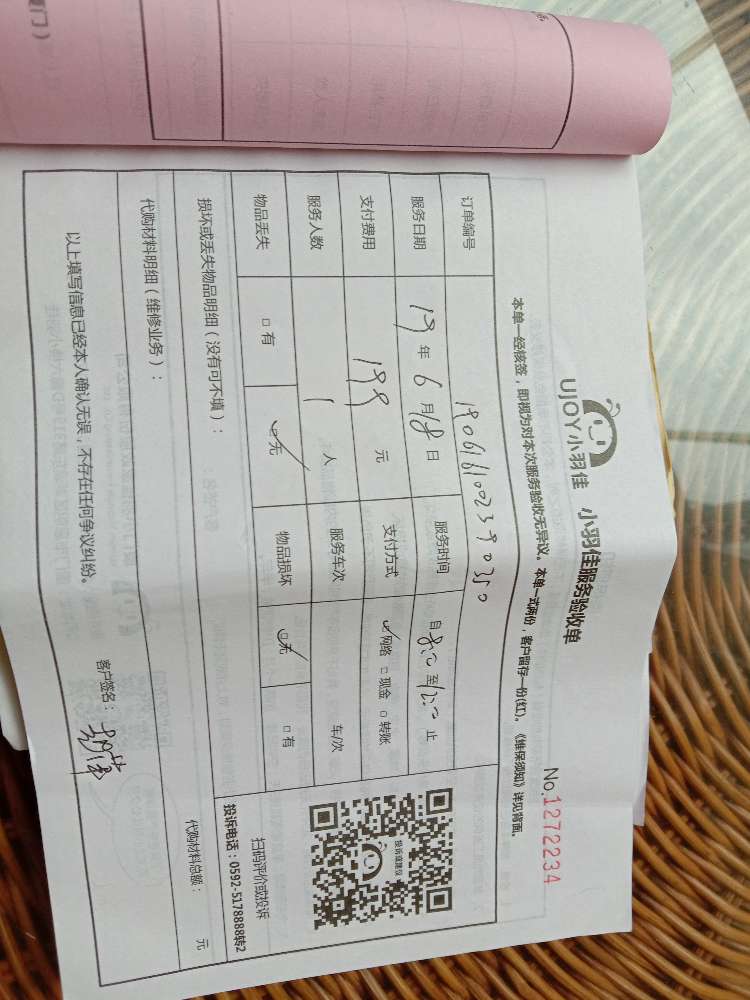 UJOY小羽佳 小羽佳服务验收单
No.1272234
本单一经核签，即视为对本次服务验收无异议。本单一式两份，客户留存一份(红)。《维保须知》详见背面。
订单编号 1906181002390350
服务日期 19年6月18日 服务时间 自8:0至12:0止
支付费用 199元 支付方式 ☑网络 □现金 □转账
服务人数 1人 服务车次 车/次
物品丢失 □有 ☑无 物品损坏 ☑无 □有
投诉或建议
扫码评价或投诉
投诉电话：0592-5178888转2
损坏或丢失物品明细（没有可不填）：
代购材料明细（维修业务）： 代购材料总额： 元
以上填写信息已经本人确认无误，不存在任何争议纠纷。
客户签名：